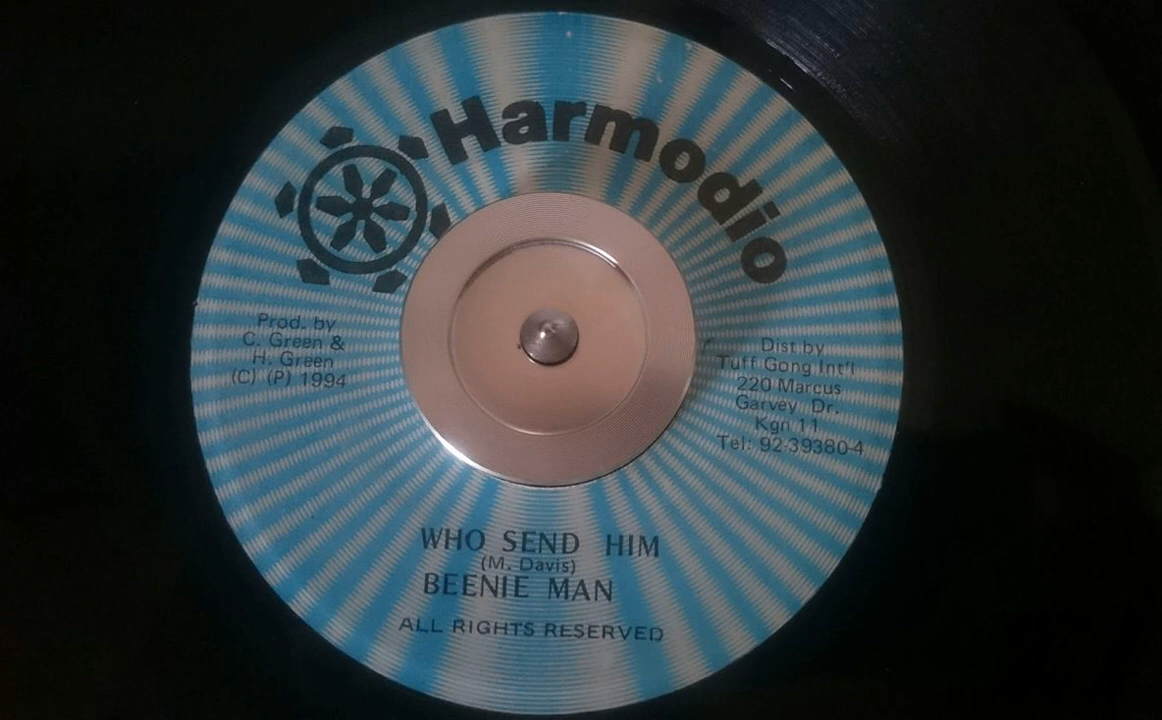 Harmodio
Prod. by
C. Green &
H. Green
(C) (P) 1994
Dist by
Tuff Gong Int'l
220 Marcus
Garvey Dr.
Kgn 11
Tel: 92-39380-4
WHO SEND HIM
(M. Davis)
BEENIE MAN
ALL RIGHTS RESERVED